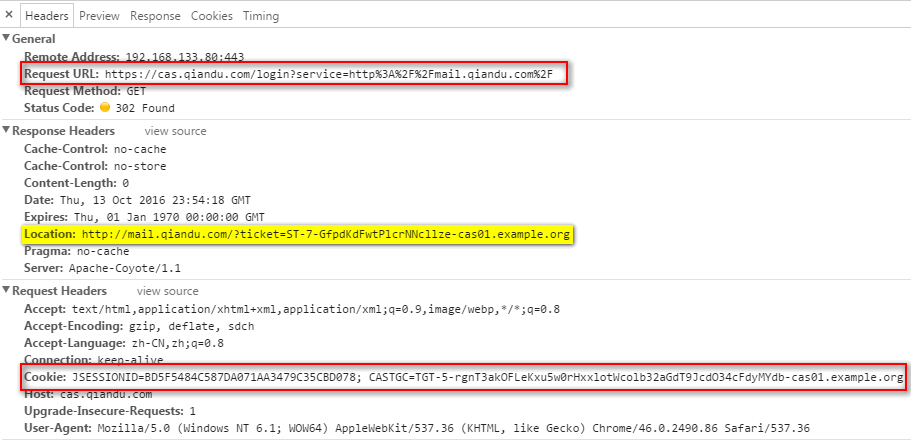 × Headers Preview Response Cookies Timing
▼ General
Remote Address: 192.168.133.80:443
Request URL: https://cas.qiandu.com/login?service=http%3A%2F%2Fmail.qiandu.com%2F
Request Method: GET
Status Code: 302 Found
▼ Response Headers view source
Cache-Control: no-cache
Cache-Control: no-store
Content-Length: 0
Date: Thu, 13 Oct 2016 23:54:18 GMT
Expires: Thu, 01 Jan 1970 00:00:00 GMT
Location: http://mail.qiandu.com/?ticket=ST-7-GfpdKdFwtPlcrNNcllze-cas01.example.org
Pragma: no-cache
Server: Apache-Coyote/1.1
▼ Request Headers view source
Accept: text/html,application/xhtml+xml,application/xml;q=0.9,image/webp,*/*;q=0.8
Accept-Encoding: gzip, deflate, sdch
Accept-Language: zh-CN,zh;q=0.8
Connection: keep-alive
Cookie: JSESSIONID=BD5F5484C587DA071AA3479C35CBD078; CASTGC=TGT-5-rgnT3akOFLeKxu5w0rHxxlotWcolb32aGdT9JcdO34cFdyMYdb-cas01.example.org
Host: cas.qiandu.com
Upgrade-Insecure-Requests: 1
User-Agent: Mozilla/5.0 (Windows NT 6.1; WOW64) AppleWebKit/537.36 (KHTML, like Gecko) Chrome/46.0.2490.86 Safari/537.36